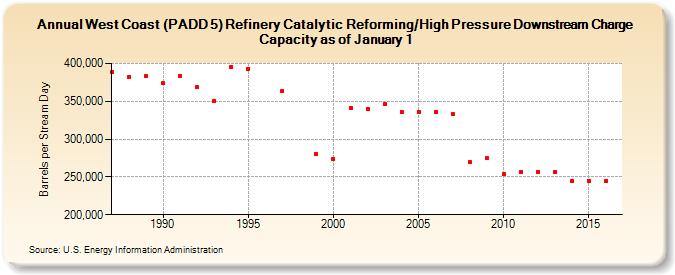 Annual West Coast (PADD 5) Refinery Catalytic Reforming/High Pressure Downstream Charge
Capacity as of January 1
Barrels per Stream Day
400,000
350,000
300,000
250,000
200,000
1990
1995
2000
2005
2010
2015
Source: U.S. Energy Information Administration